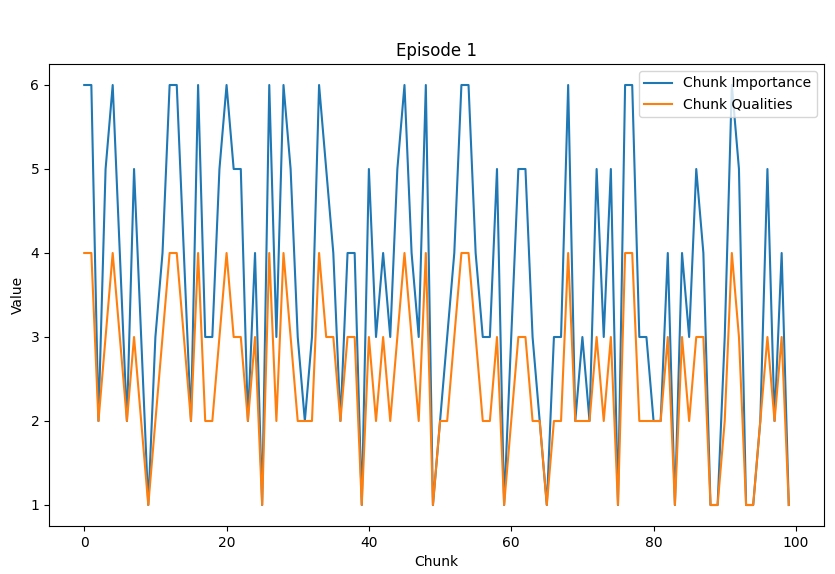 Episode 1
Chunk Importance
Chunk Qualities
Value
6
5
4
3
2
1
0 20 40 60 80 100
Chunk